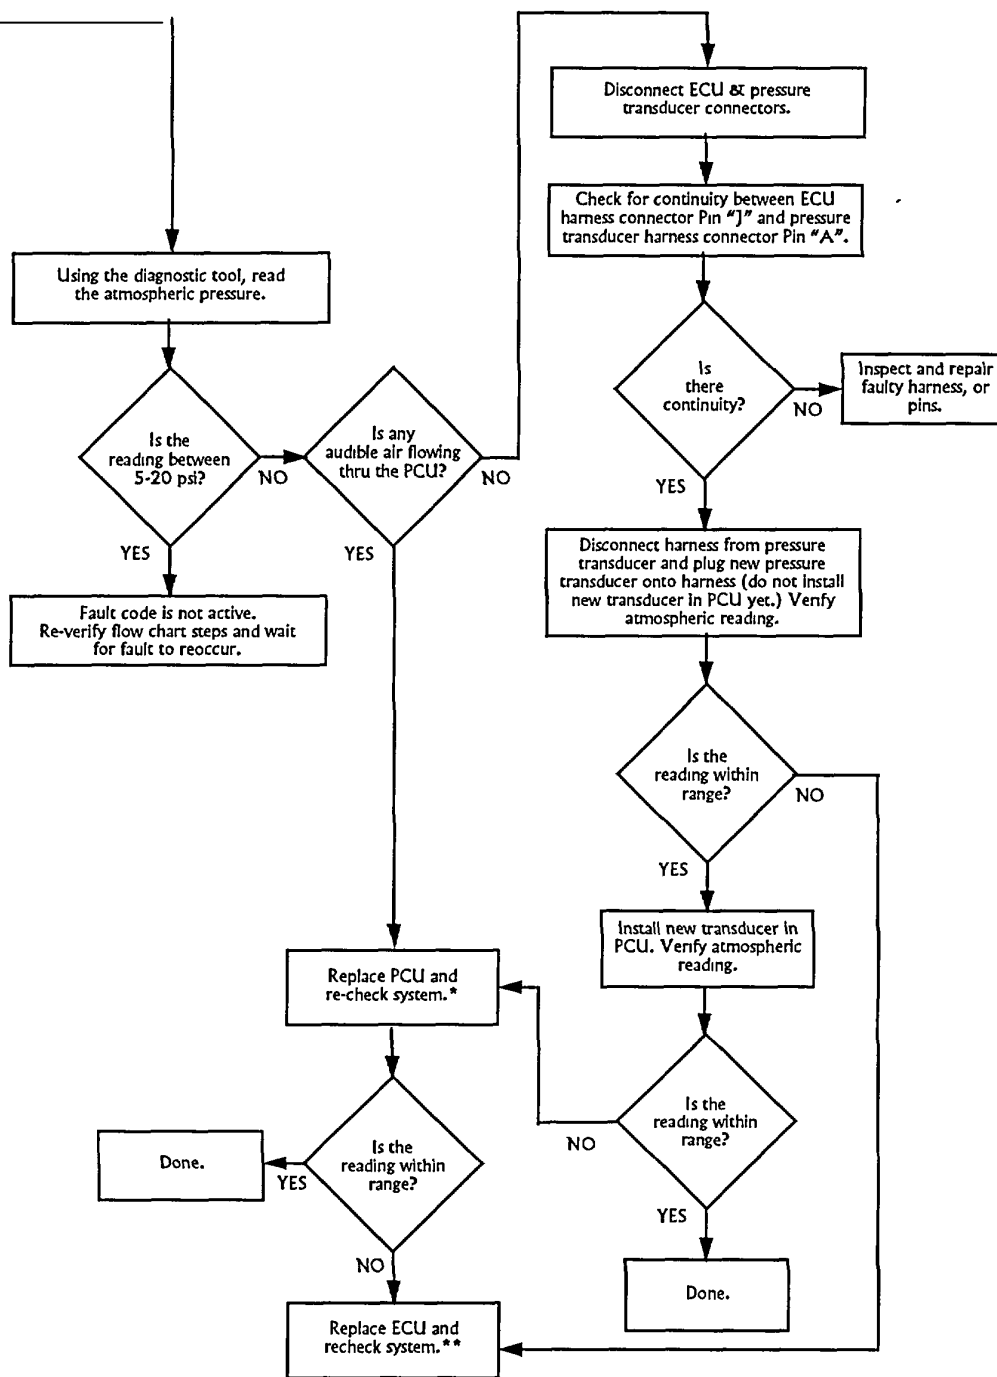 Using the diagnostic tool, read
the atmospheric pressure.
Is the
reading between
5-20 psi?
NO
YES
Fault code is not active.
Re-verify flow chart steps and wait
for fault to reoccur.
Is any
audible air flowing
thru the PCU?
NO
YES
Disconnect ECU & pressure
transducer connectors.
Check for continuity between ECU
harness connector Pin "J" and pressure
transducer harness connector Pin "A".
Is
there
continuity?
NO
Inspect and repair
faulty harness, or
pins.
YES
Disconnect harness from pressure
transducer and plug new pressure
transducer onto harness (do not install
new transducer in PCU yet.) Verify
atmospheric reading.
Is the
reading within
range?
NO
YES
Install new transducer in
PCU. Verify atmospheric
reading.
Is the
reading within
range?
NO
YES
Done.
Replace PCU and
re-check system.*
Is the
reading within
range?
YES
Done.
NO
Replace ECU and
recheck system.**